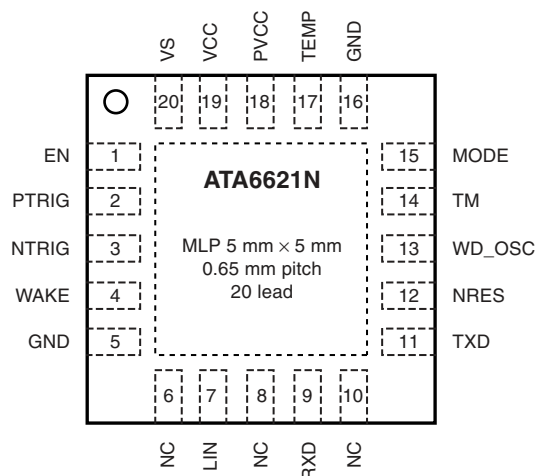 VS
VCC
PVCC
TEMP
GND
20
19
18
17
16
EN
1
PTRIG
2
NTRIG
3
WAKE
4
GND
5
ATA6621N
MLP 5 mm × 5 mm
0.65 mm pitch
20 lead
15
MODE
14
TM
13
WD_OSC
12
NRES
11
TXD
6
7
8
9
10
NC
LIN
NC
RXD
NC